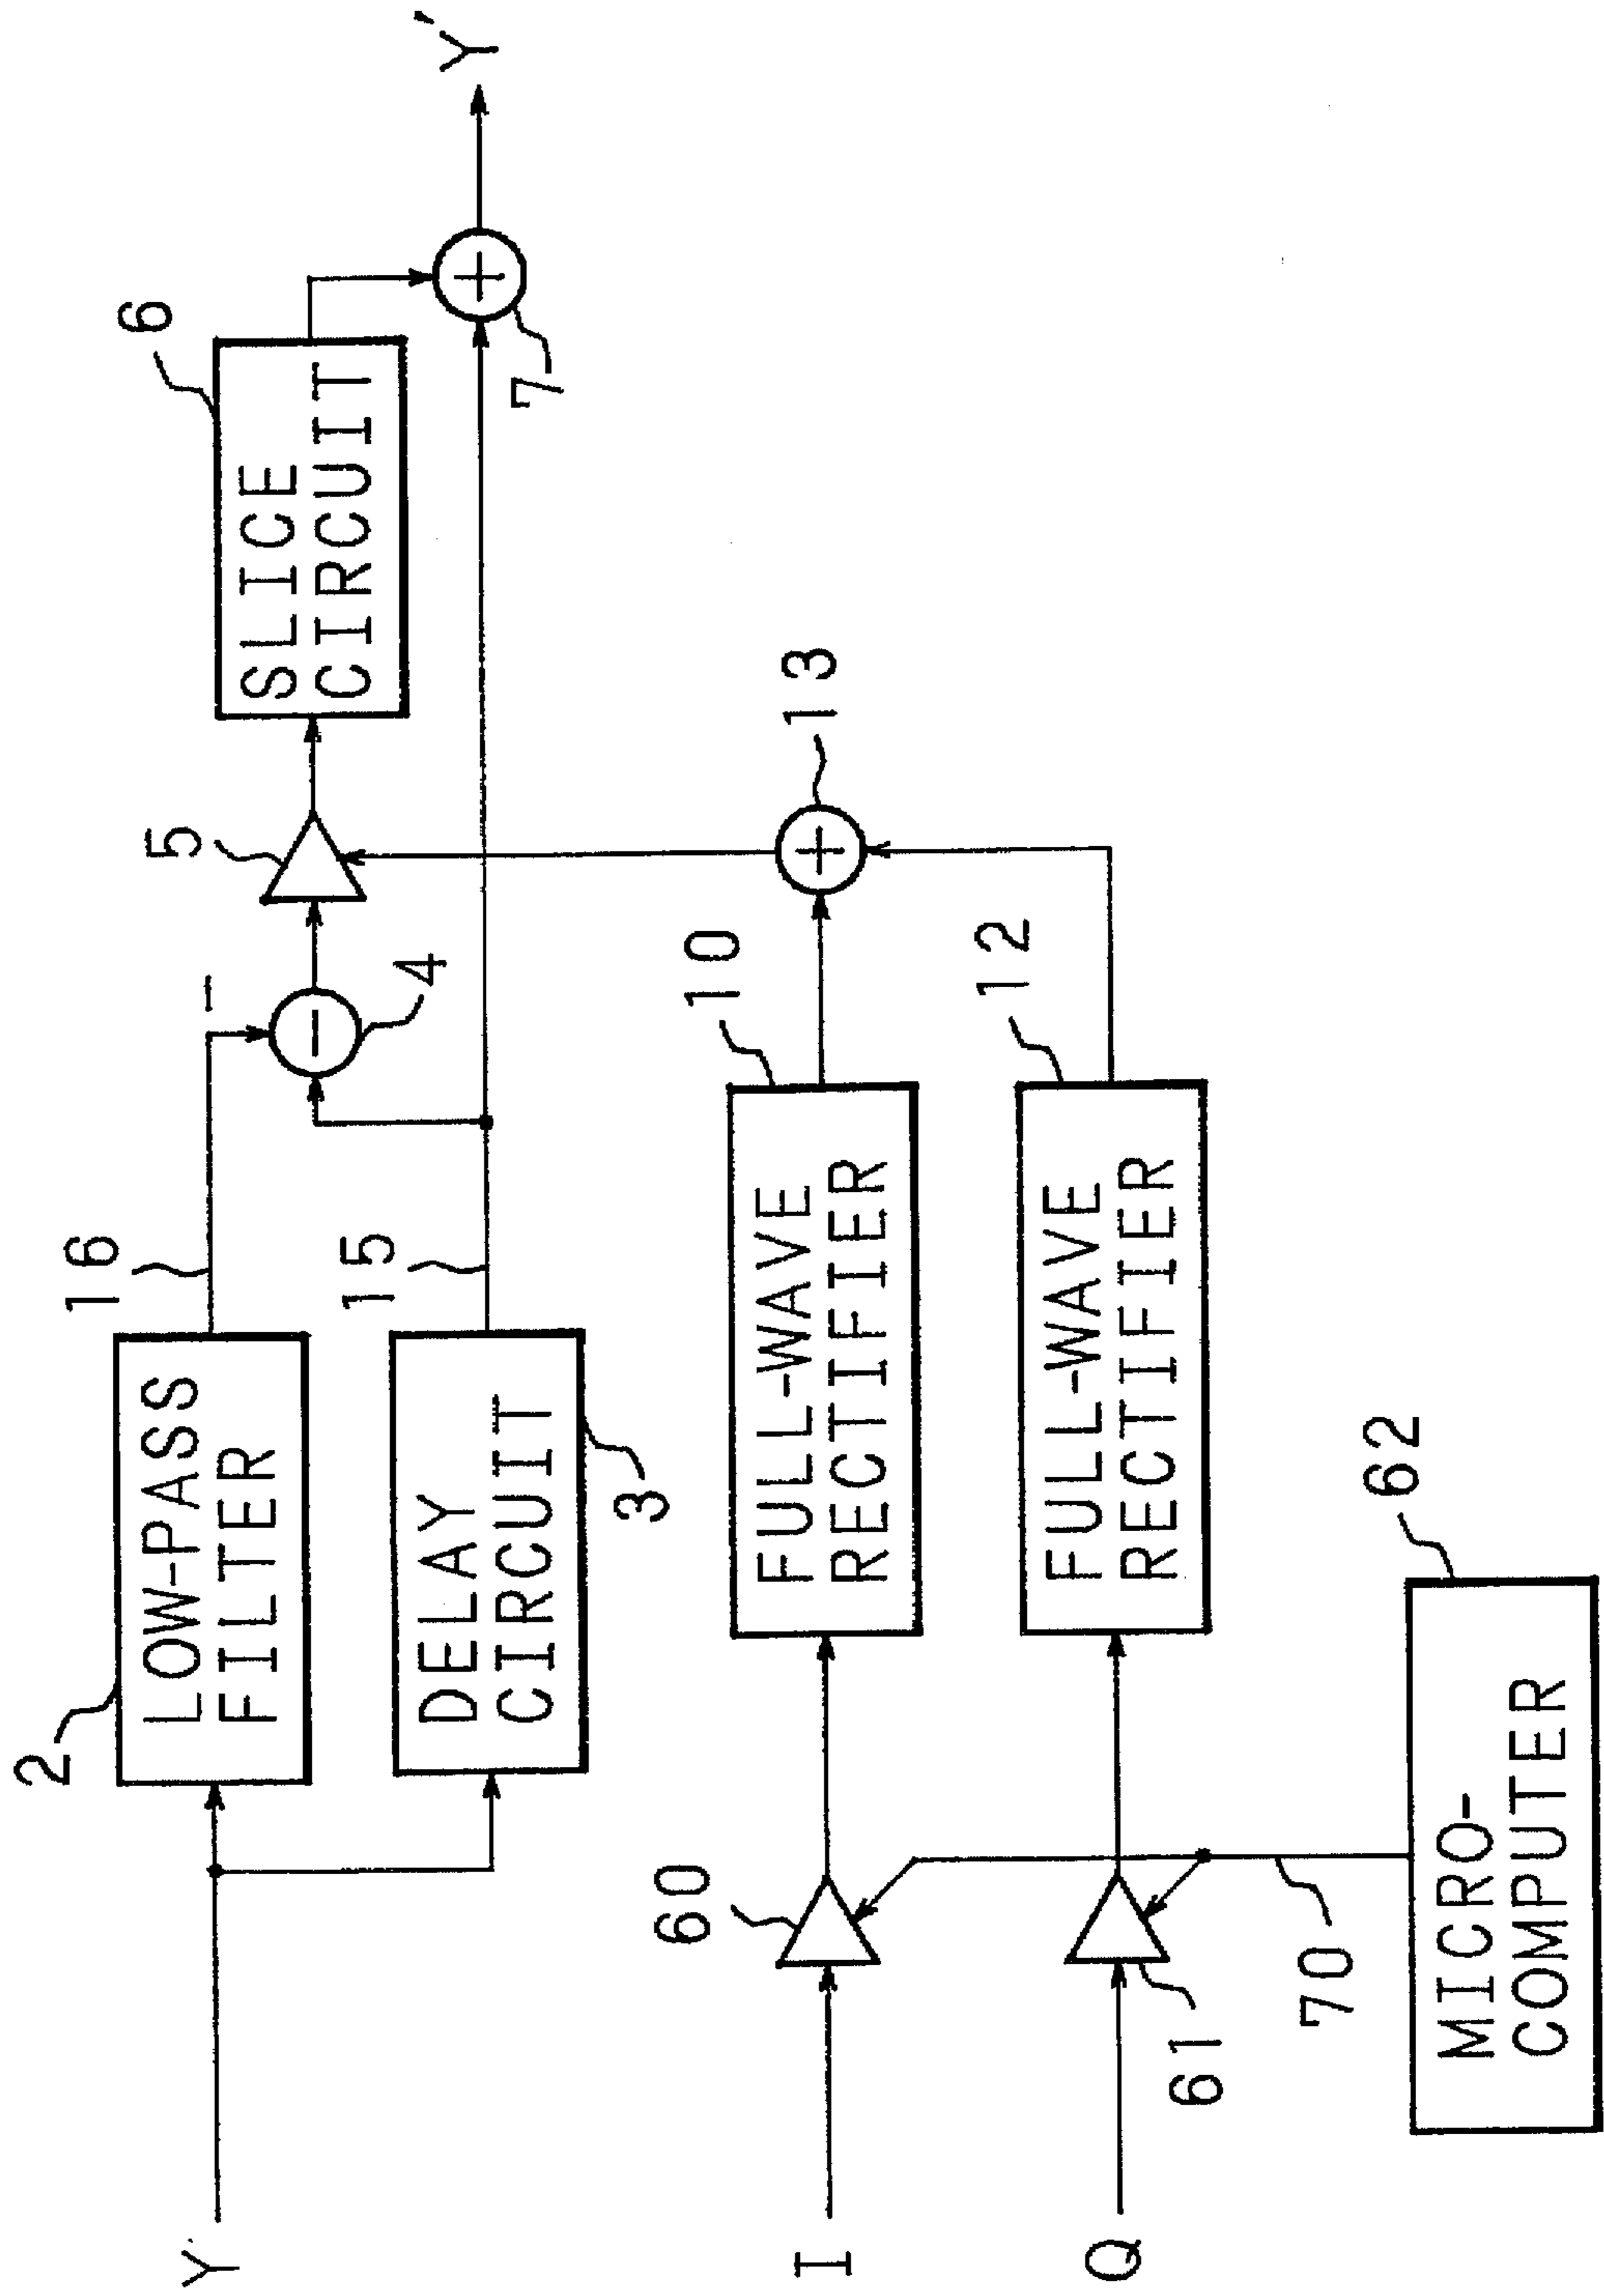 Y
2
LOW-PASS
FILTER
16
DELAY
CIRCUIT
3
15
−
4
5
6
SLICE
CIRCUIT
7
Y'
I
60
FULL-WAVE
RECTIFIER
10
13
Q
61
FULL-WAVE
RECTIFIER
12
70
MICRO-
COMPUTER
62